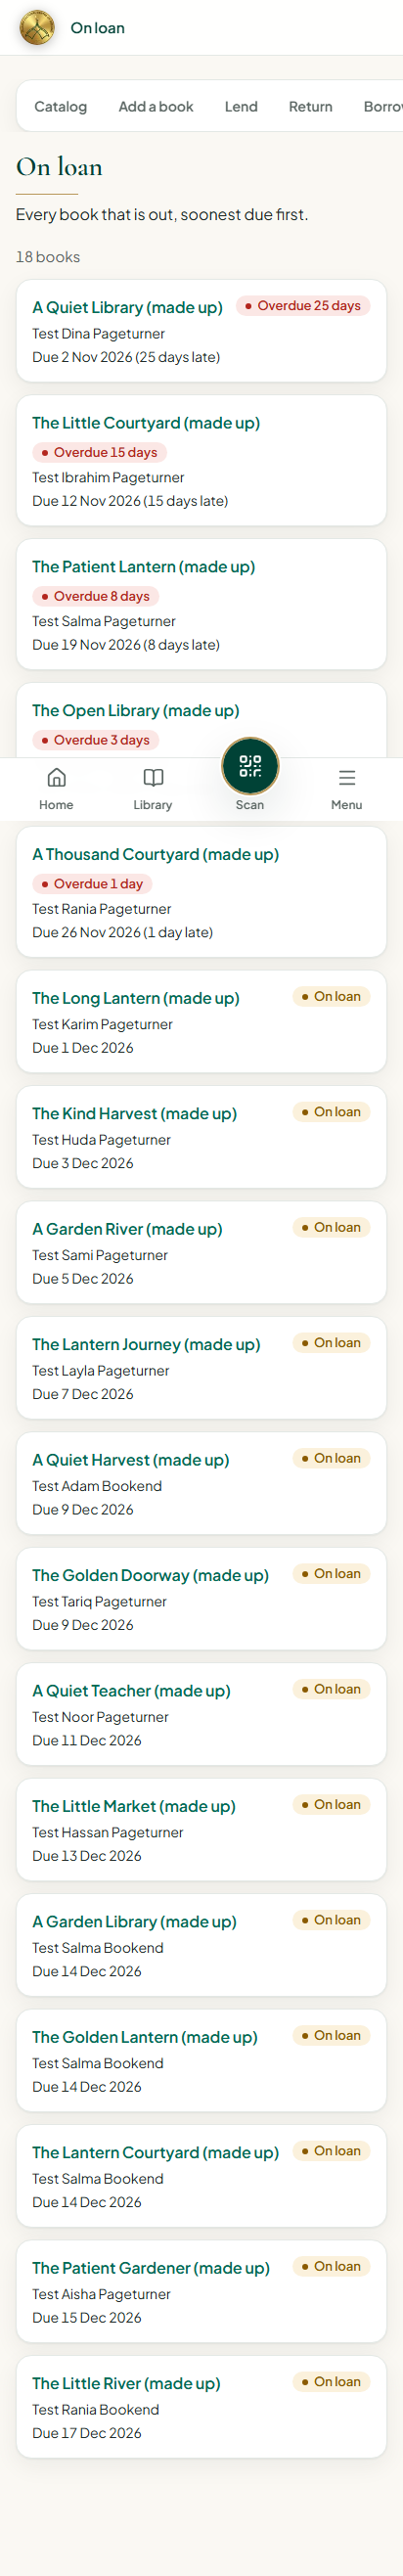 On loan
Catalog Add a book Lend Return
On loan
Every book that is out, soonest due first.
18 books
A Quiet Library (made up) Overdue 25 days
Test Dina Pageturner
Due 2 Nov 2026 (25 days late)
The Little Courtyard (made up)
Overdue 15 days
Test Ibrahim Pageturner
Due 12 Nov 2026 (15 days late)
The Patient Lantern (made up)
Overdue 8 days
Test Salma Pageturner
Due 19 Nov 2026 (8 days late)
The Open Library (made up)
Overdue 3 days
Home Library Scan Menu
A Thousand Courtyard (made up)
Overdue 1 day
Test Rania Pageturner
Due 26 Nov 2026 (1 day late)
The Long Lantern (made up) On loan
Test Karim Pageturner
Due 1 Dec 2026
The Kind Harvest (made up) On loan
Test Huda Pageturner
Due 3 Dec 2026
A Garden River (made up) On loan
Test Sami Pageturner
Due 5 Dec 2026
The Lantern Journey (made up) On loan
Test Layla Pageturner
Due 7 Dec 2026
A Quiet Harvest (made up) On loan
Test Adam Bookend
Due 9 Dec 2026
The Golden Doorway (made up) On loan
Test Tariq Pageturner
Due 9 Dec 2026
A Quiet Teacher (made up) On loan
Test Noor Pageturner
Due 11 Dec 2026
The Little Market (made up) On loan
Test Hassan Pageturner
Due 13 Dec 2026
A Garden Library (made up) On loan
Test Salma Bookend
Due 14 Dec 2026
The Golden Lantern (made up) On loan
Test Salma Bookend
Due 14 Dec 2026
The Lantern Courtyard (made up) On loan
Test Salma Bookend
Due 14 Dec 2026
The Patient Gardener (made up) On loan
Test Aisha Pageturner
Due 15 Dec 2026
The Little River (made up) On loan
Test Rania Bookend
Due 17 Dec 2026